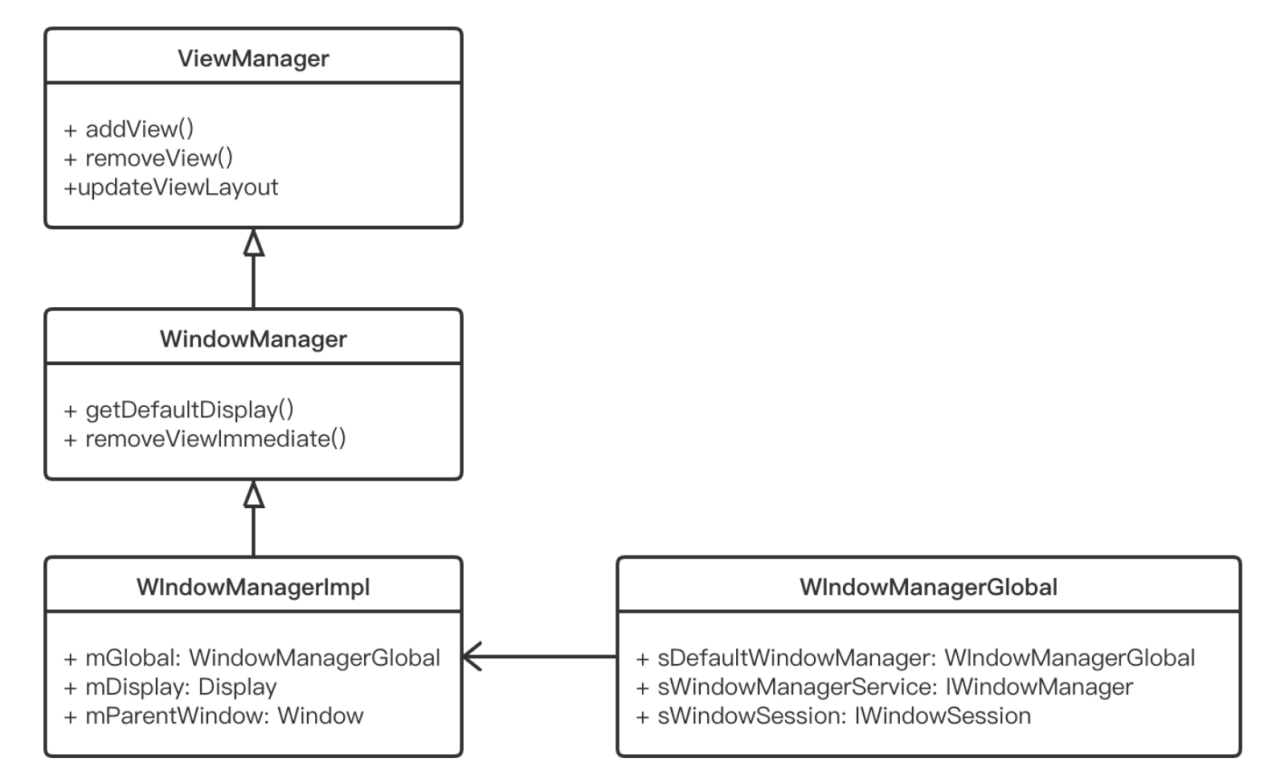 ViewManager
+ addView()
+ removeView()
+updateViewLayout
WindowManager
+ getDefaultDisplay()
+ removeViewImmediate()
WIndowManagerImpl
+ mGlobal: WindowManagerGlobal
+ mDisplay: Display
+ mParentWindow: Window
WIndowManagerGlobal
+ sDefaultWindowManager: WIndowManagerGlobal
+ sWindowManagerService: IWindowManager
+ sWindowSession: IWindowSession